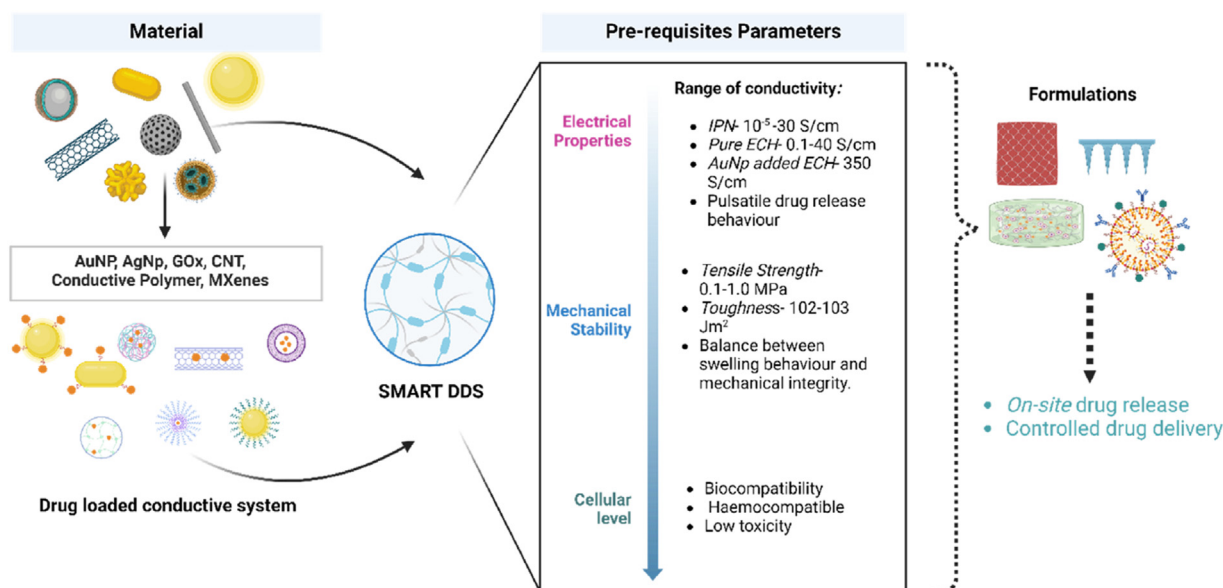 Material
AuNP, AgNp, GOx, CNT,
Conductive Polymer, MXenes
Drug loaded conductive system
SMART DDS
Pre-requisites Parameters
Electrical
Properties
Range of conductivity:
• IPN- 10⁻⁵-30 S/cm
• Pure ECH- 0.1-40 S/cm
• AuNp added ECH- 350
S/cm
• Pulsatile drug release
behaviour
Mechanical
Stability
• Tensile Strength-
0.1-1.0 MPa
• Toughness- 102-103
Jm²
• Balance between
swelling behaviour and
mechanical integrity.
Cellular
level
• Biocompatibility
• Haemocompatible
• Low toxicity
Formulations
• On-site drug release
• Controlled drug delivery